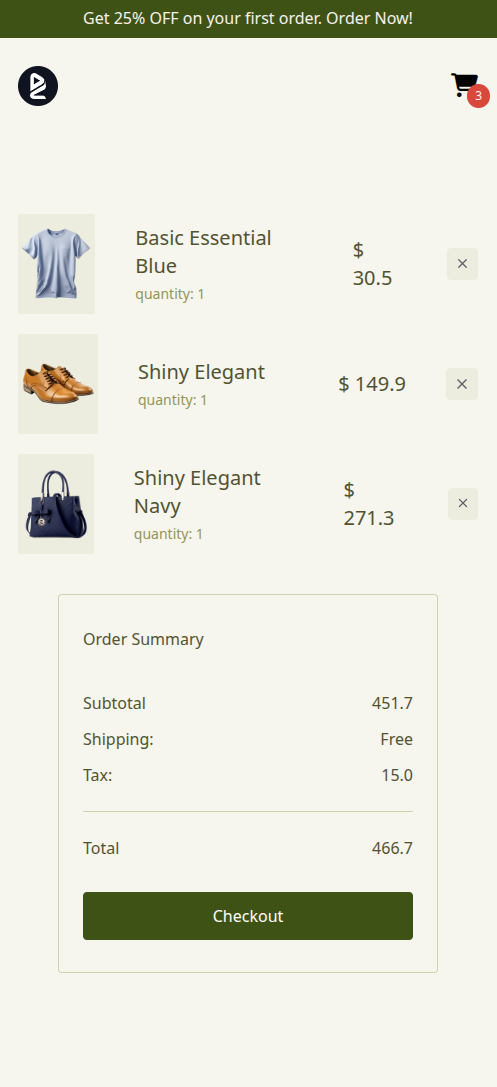 Get 25% OFF on your first order. Order Now!
3
Basic Essential
Blue
quantity: 1
$
30.5
×
Shiny Elegant
quantity: 1
$ 149.9
×
Shiny Elegant
Navy
quantity: 1
$
271.3
×
Order Summary
Subtotal 451.7
Shipping: Free
Tax: 15.0
Total 466.7
Checkout